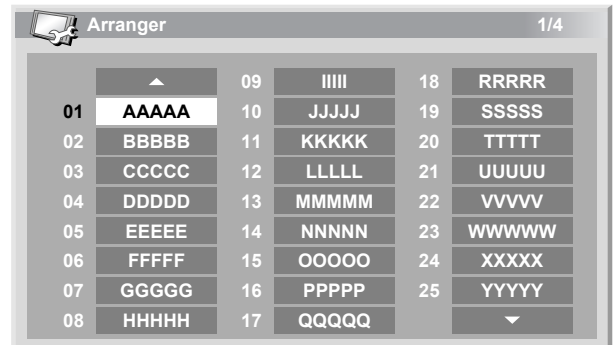 Arranger 1/4
09 IIIII 18 RRRRR
01 AAAAA 10 JJJJJ 19 SSSSS
02 BBBBB 11 KKKKK 20 TTTTT
03 CCCCC 12 LLLLL 21 UUUUU
04 DDDDD 13 MMMMM 22 VVVVV
05 EEEEE 14 NNNNN 23 WWWWW
06 FFFFF 15 OOOOO 24 XXXXX
07 GGGGG 16 PPPPP 25 YYYYY
08 HHHHH 17 QQQQQ